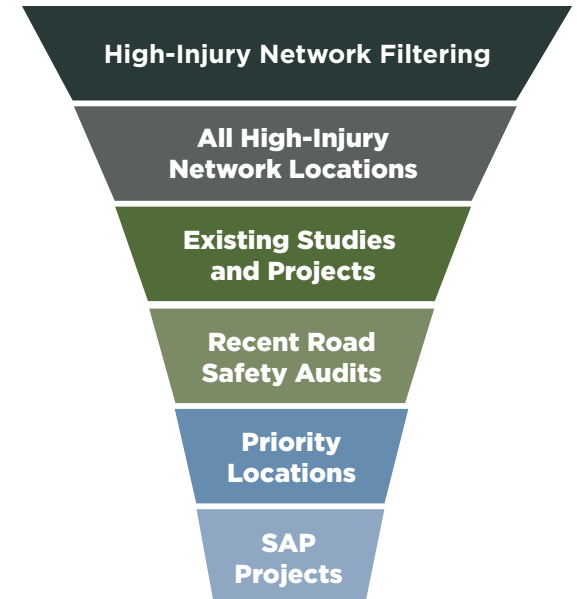 High-Injury Network Filtering
All High-Injury
Network Locations
Existing Studies
and Projects
Recent Road
Safety Audits
Priority
Locations
SAP
Projects